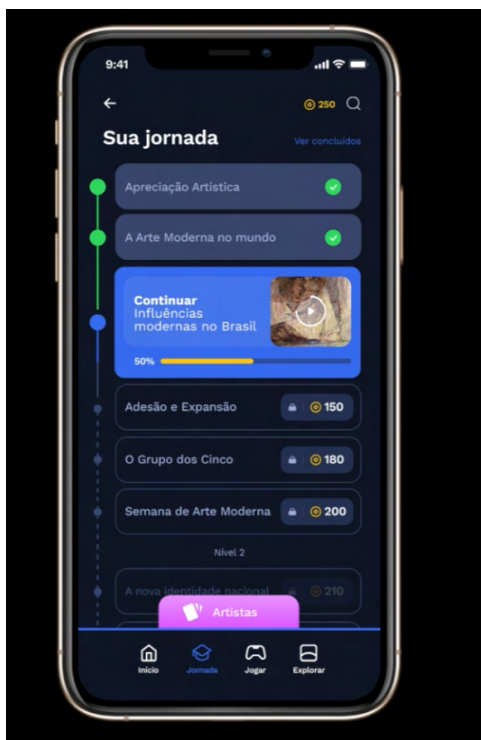 9:41
250
Sua jornada
Ver concluídos
Apreciação Artística
A Arte Moderna no mundo
Continuar
Influências
modernas no Brasil
50%
Adesão e Expansão
150
O Grupo dos Cinco
180
Semana de Arte Moderna
200
Nível 2
A nova identidade nacional
210
Artistas
Início
Jornada
Jogar
Explorar